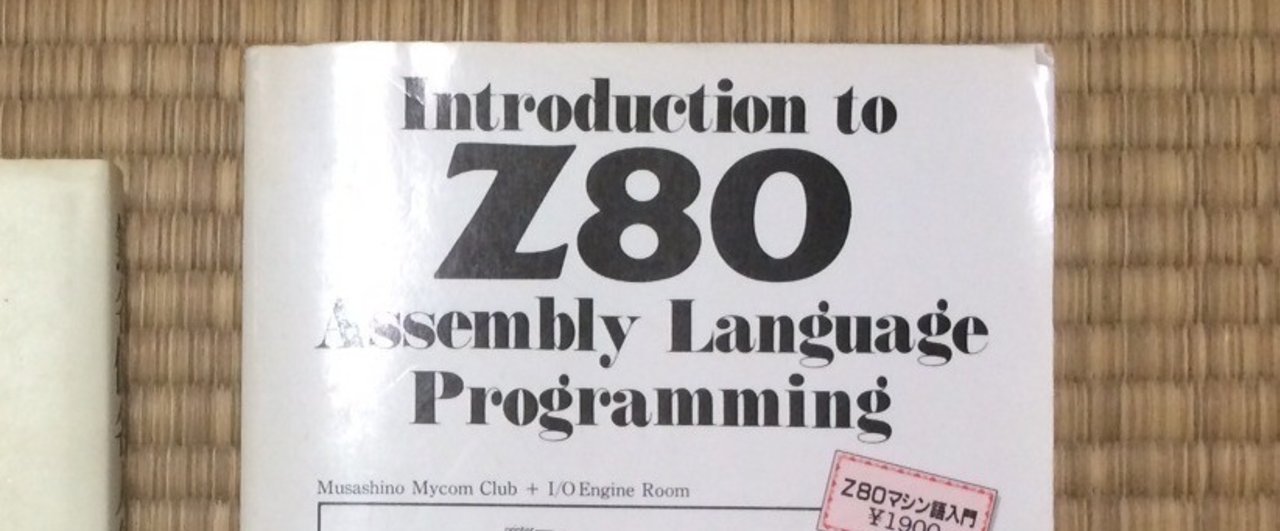 Introduction to
Z80
Assembly Language
Programming
Musashino Mycom Club + I/O Engine Room
Z80マシン語入門
¥1900
printer